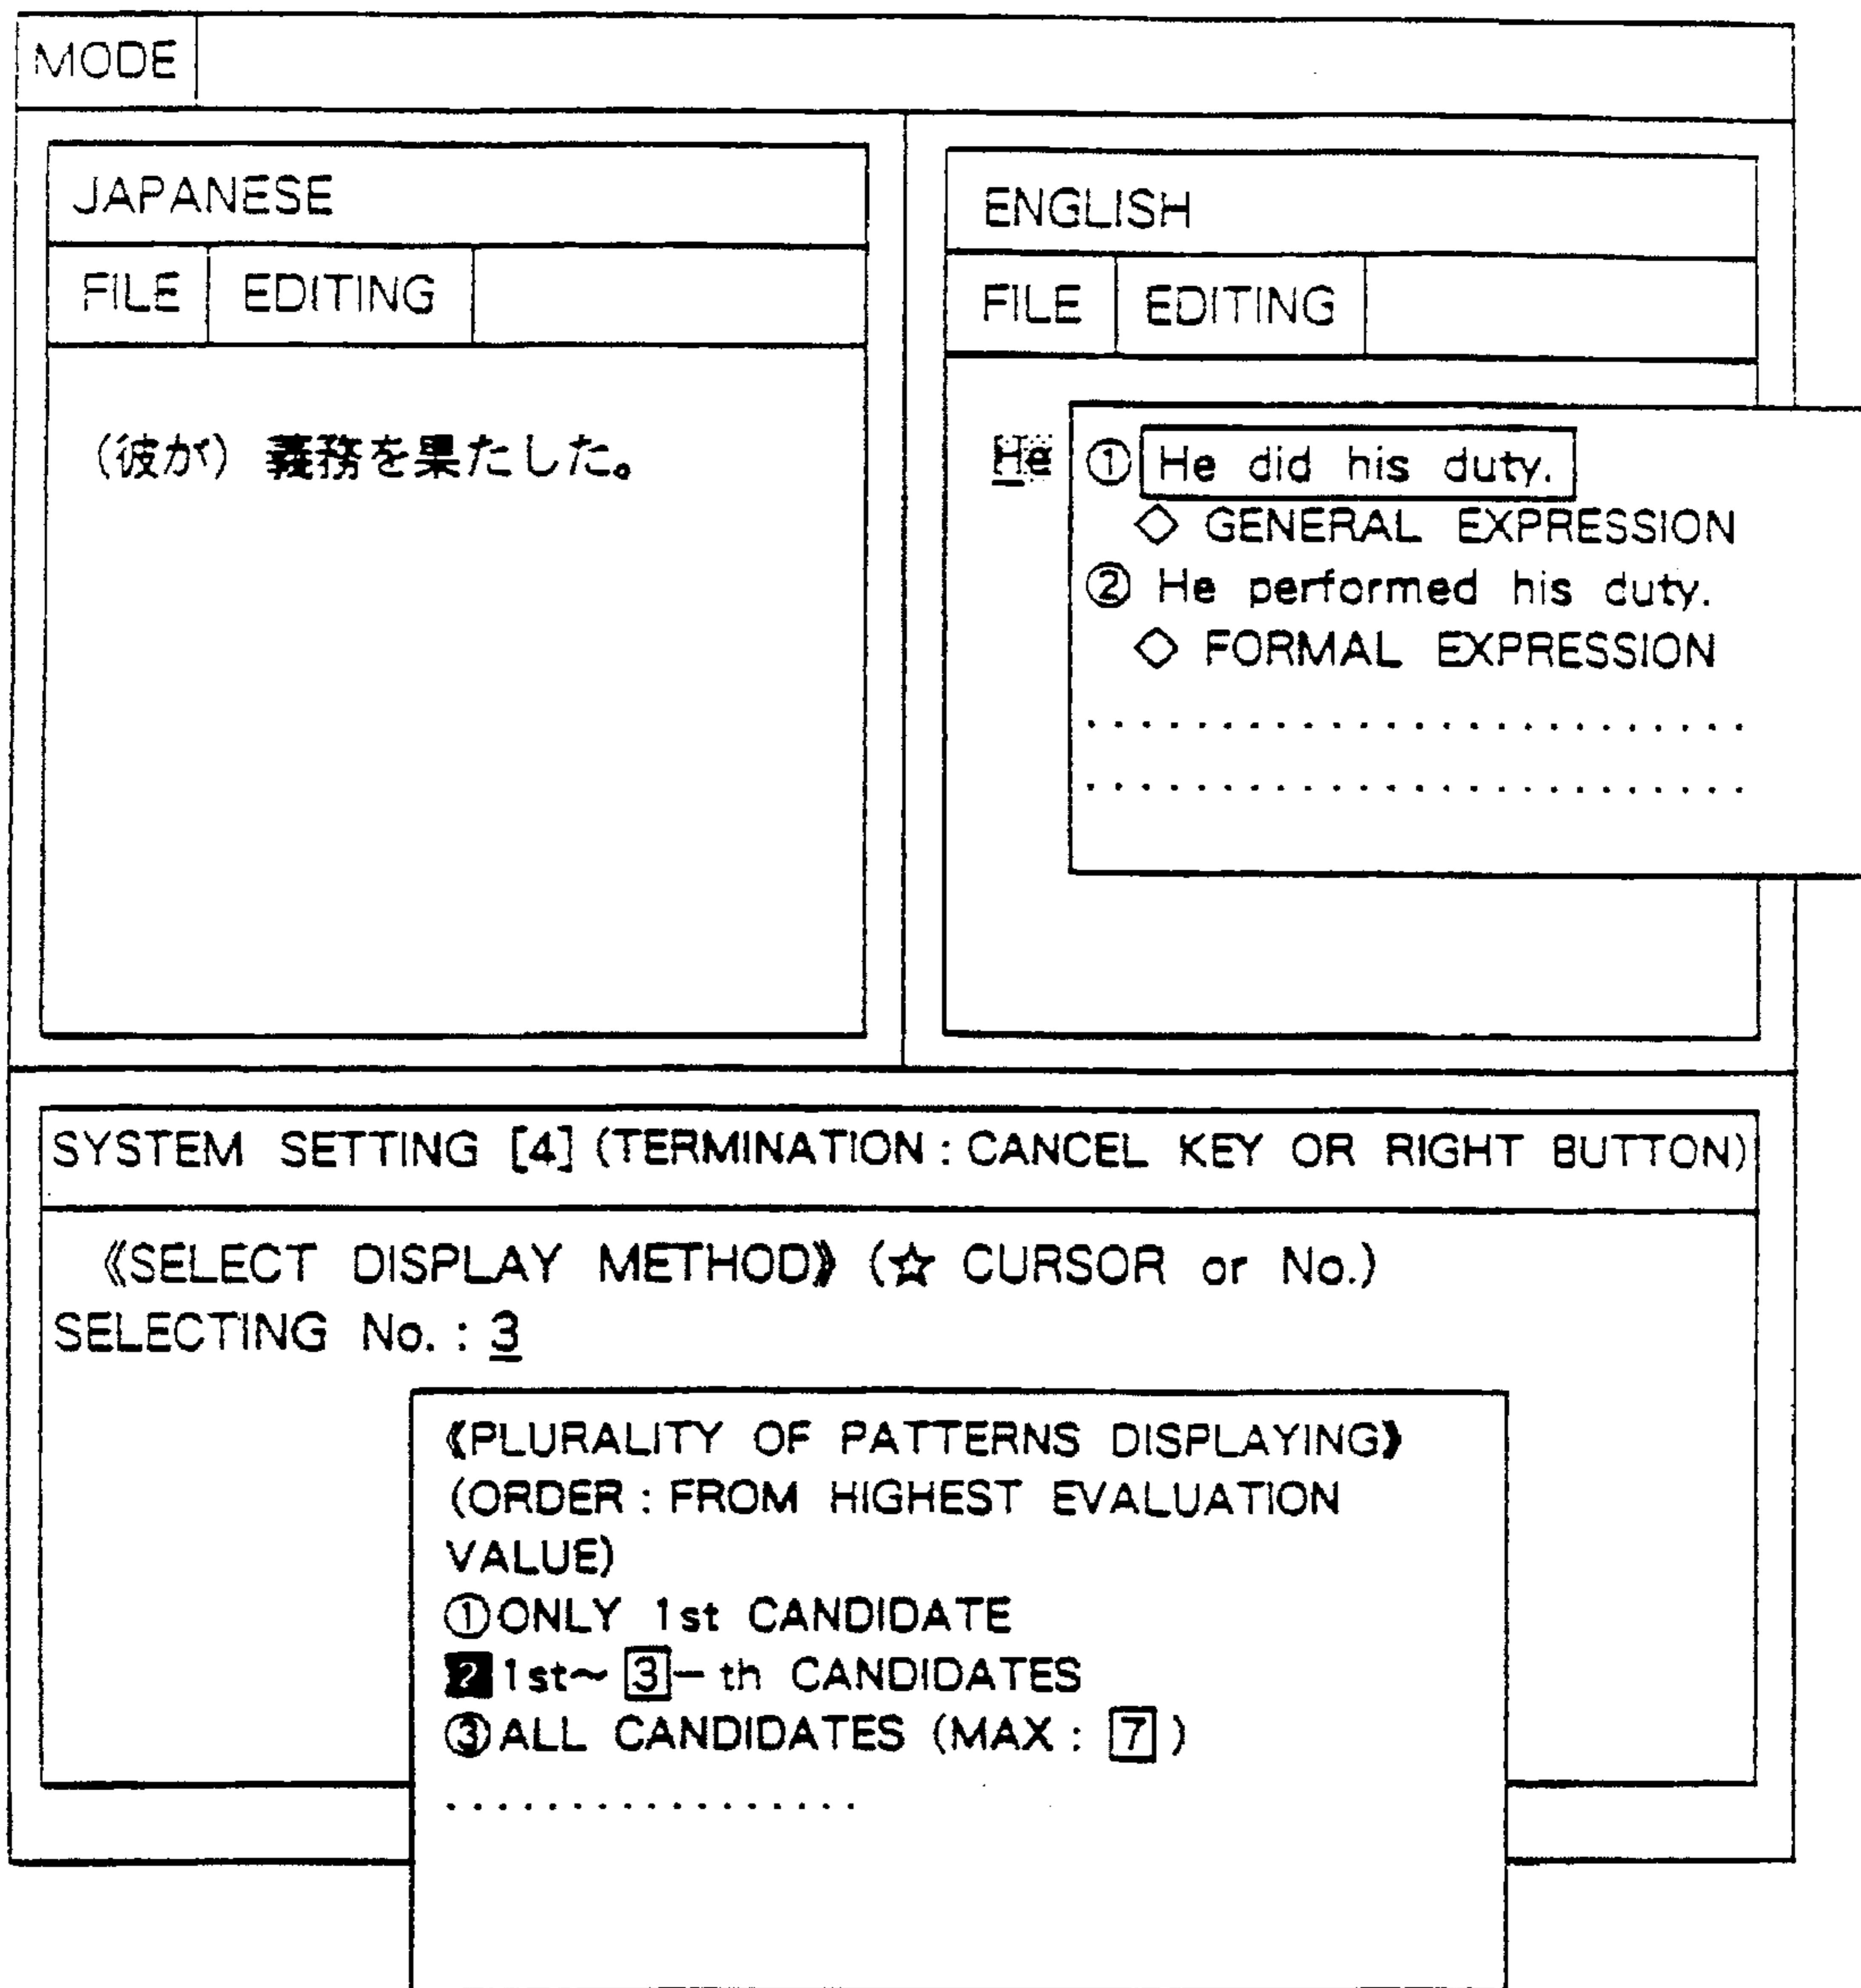 MODE
JAPANESE
FILE EDITING
(彼が) 義務を果たした。
ENGLISH
FILE EDITING
He
① He did his duty.
◇ GENERAL EXPRESSION
② He performed his duty.
◇ FORMAL EXPRESSION
..........................
..........................
SYSTEM SETTING [4] (TERMINATION : CANCEL KEY OR RIGHT BUTTON)
《SELECT DISPLAY METHOD》 (☆ CURSOR or No.)
SELECTING No. : 3
《PLURALITY OF PATTERNS DISPLAYING》
(ORDER : FROM HIGHEST EVALUATION
VALUE)
①ONLY 1st CANDIDATE
2 1st~ 3 - th CANDIDATES
③ALL CANDIDATES (MAX : 7 )
.................